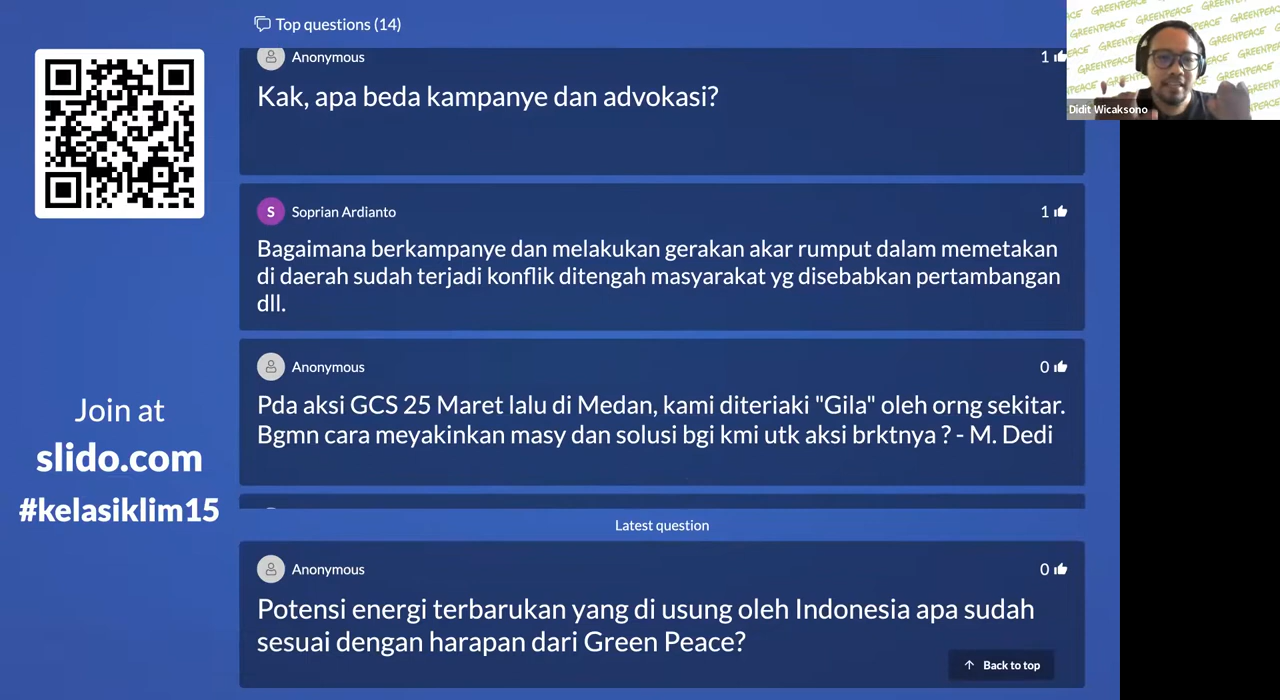 Top questions (14)
Anonymous
1
Kak, apa beda kampanye dan advokasi?
S
Soprian Ardianto
1
Bagaimana berkampanye dan melakukan gerakan akar rumput dalam memetakan
di daerah sudah terjadi konflik ditengah masyarakat yg disebabkan pertambangan
dll.
Anonymous
0
Pda aksi GCS 25 Maret lalu di Medan, kami diteriaki "Gila" oleh orng sekitar.
Bgmn cara meyakinkan masy dan solusi bgi kmi utk aksi brktnya ? - M. Dedi
Join at
slido.com
#kelasiklim15
Latest question
Anonymous
0
Potensi energi terbarukan yang di usung oleh Indonesia apa sudah
sesuai dengan harapan dari Green Peace?
Back to top
GREENPEACE
GREENPEACE
GREENPEACE
GREENPEACE
Didit Wicaksono